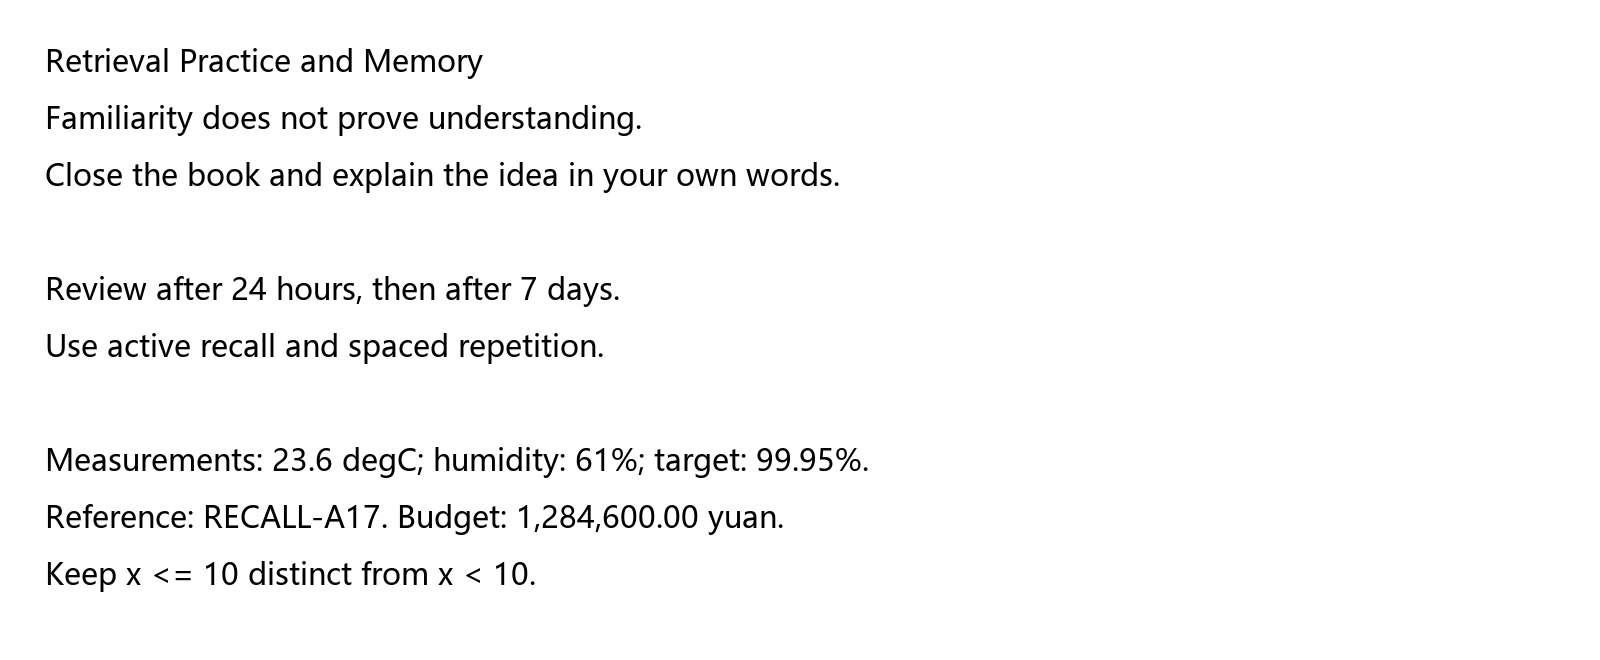 Retrieval Practice and Memory
Familiarity does not prove understanding.
Close the book and explain the idea in your own words.
Review after 24 hours, then after 7 days.
Use active recall and spaced repetition.
Measurements: 23.6 degC; humidity: 61%; target: 99.95%.
Reference: RECALL-A17. Budget: 1,284,600.00 yuan.
Keep x <= 10 distinct from x < 10.